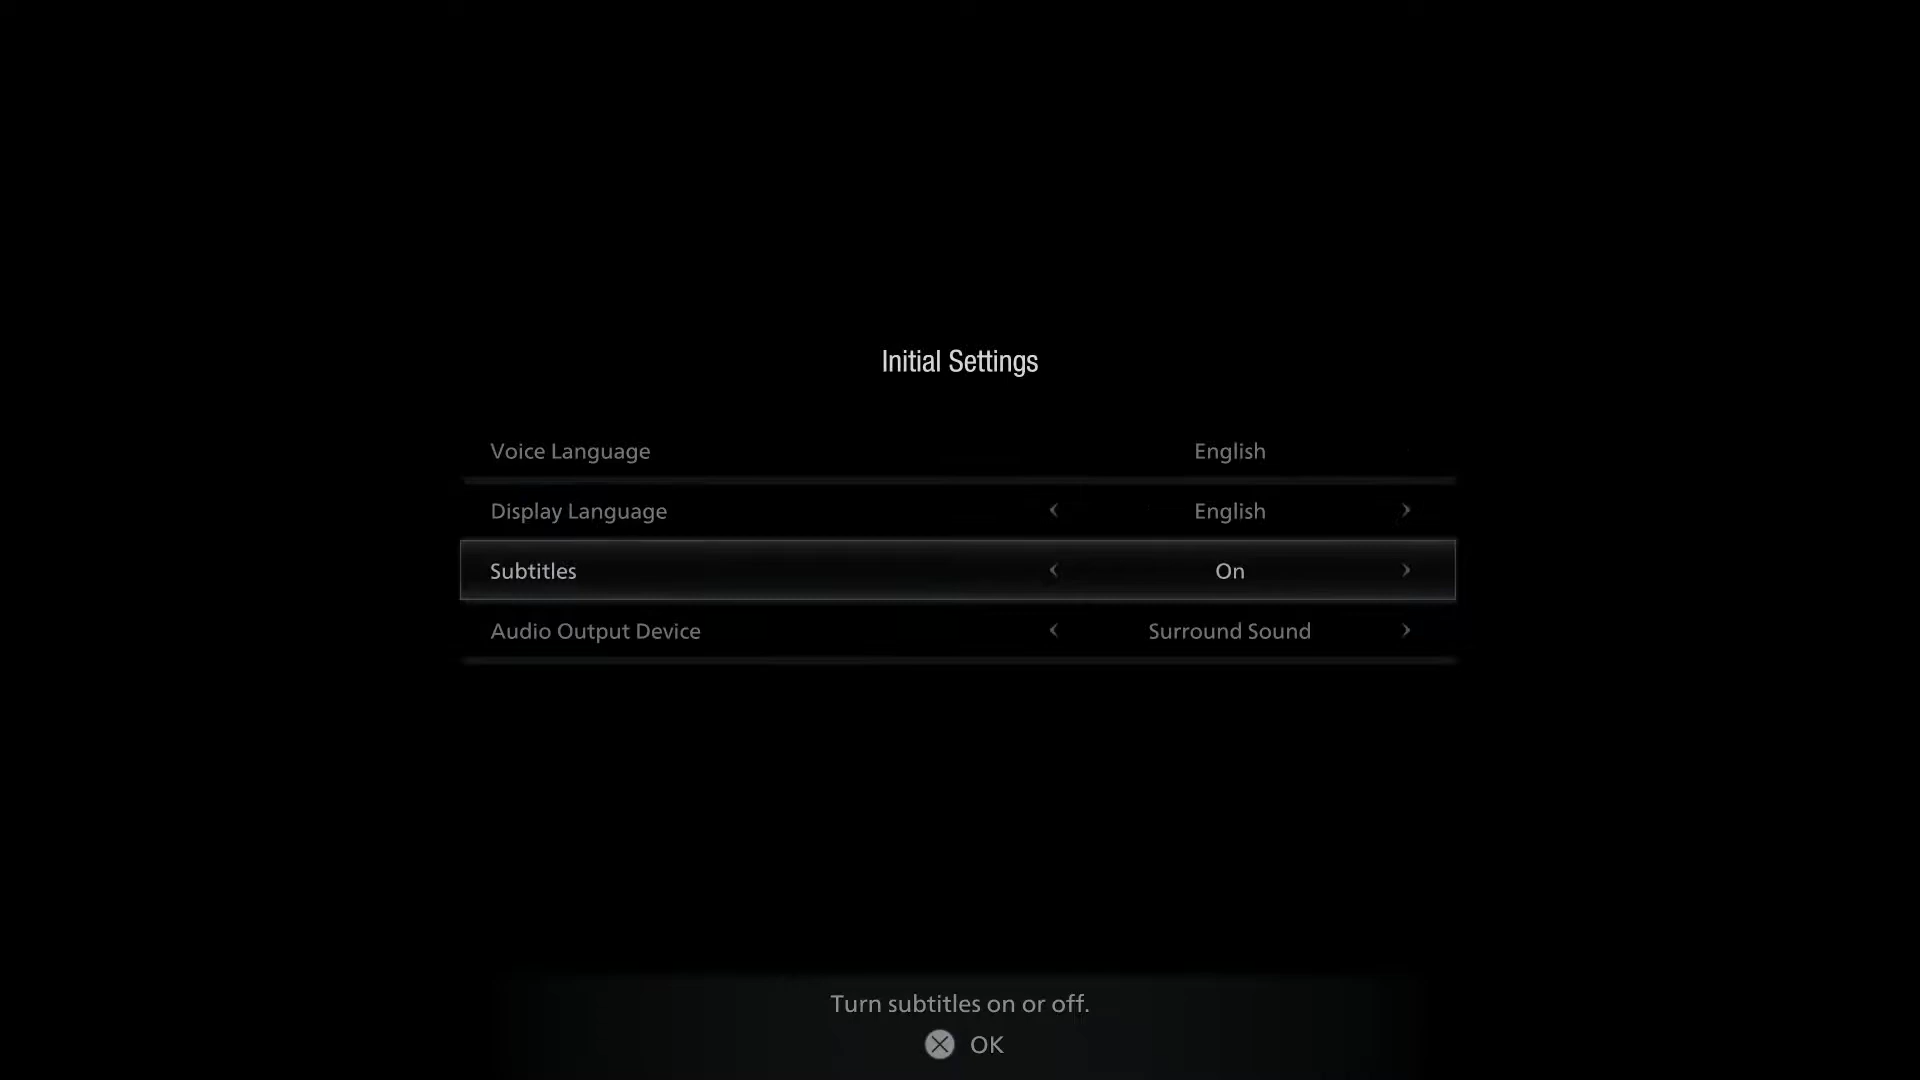 Initial Settings
Voice Language English
Display Language English
Subtitles On
Audio Output Device Surround Sound
Turn subtitles on or off.
OK